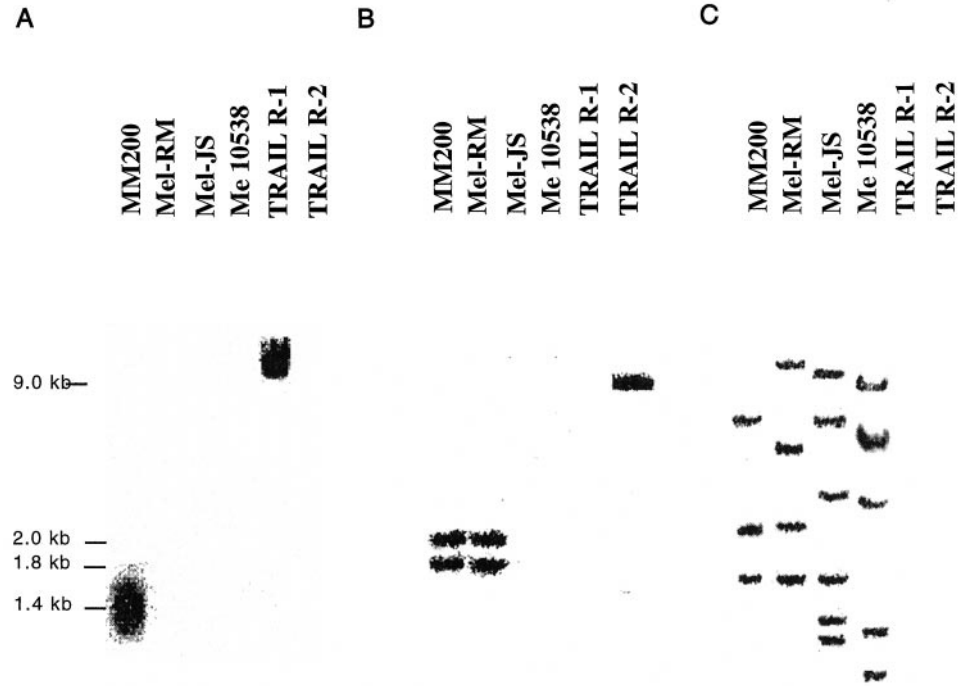 A
B
C
MM200
Mel-RM
Mel-JS
Me 10538
TRAIL R-1
TRAIL R-2
MM200
Mel-RM
Mel-JS
Me 10538
TRAIL R-1
TRAIL R-2
MM200
Mel-RM
Mel-JS
Me 10538
TRAIL R-1
TRAIL R-2
9.0 kb
2.0 kb
1.8 kb
1.4 kb